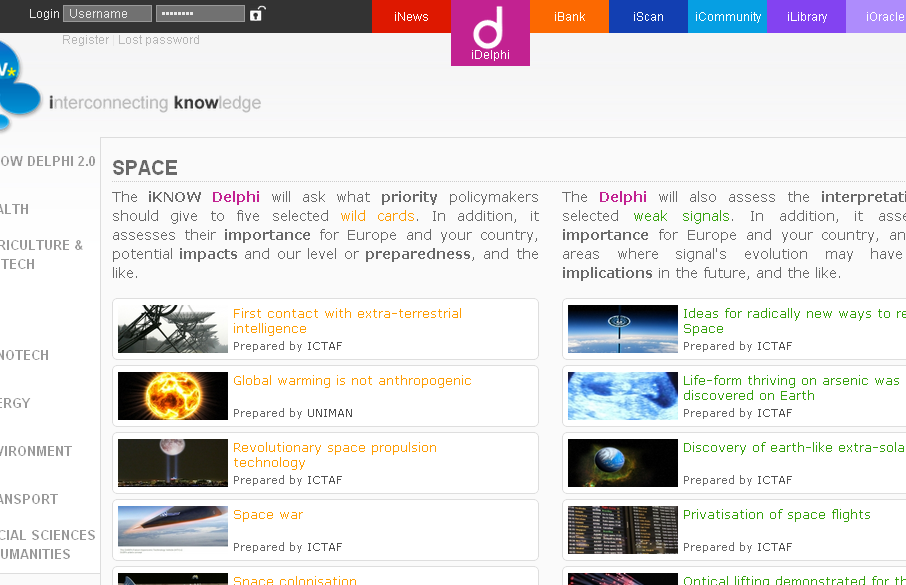 Login Username ········
Register | Lost password
iNews
iDelphi
iBank
iScan
iCommunity
iLibrary
iOracle
interconnecting knowledge
OW DELPHI 2.0
ALTH
RICULTURE &
TECH
NOTECH
ERGY
VIRONMENT
ANSPORT
CIAL SCIENCES
UMANITIES
SPACE
The iKNOW Delphi will ask what priority policymakers
should give to five selected wild cards. In addition, it
assesses their importance for Europe and your country,
potential impacts and our level or preparedness, and the
like.
First contact with extra-terrestrial
intelligence
Prepared by ICTAF
Global warming is not anthropogenic
Prepared by UNIMAN
Revolutionary space propulsion
technology
Prepared by ICTAF
Space war
Prepared by ICTAF
Space colonisation
The Delphi will also assess the interpretati
selected weak signals. In addition, it asse
importance for Europe and your country, an
areas where signal's evolution may have
implications in the future, and the like.
Ideas for radically new ways to re
Space
Prepared by ICTAF
Life-form thriving on arsenic was
discovered on Earth
Prepared by ICTAF
Discovery of earth-like extra-sola
Prepared by ICTAF
Privatisation of space flights
Prepared by ICTAF
Optical lifting demonstrated for th